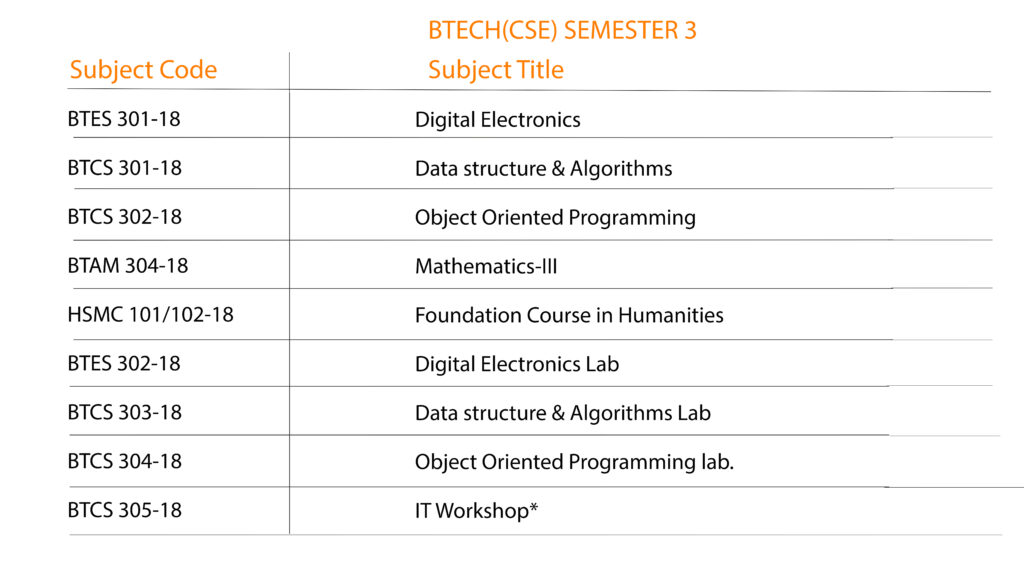 BTECH(CSE) SEMESTER 3
Subject Code Subject Title
BTES 301-18 Digital Electronics
BTCS 301-18 Data structure & Algorithms
BTCS 302-18 Object Oriented Programming
BTAM 304-18 Mathematics-III
HSMC 101/102-18 Foundation Course in Humanities
BTES 302-18 Digital Electronics Lab
BTCS 303-18 Data structure & Algorithms Lab
BTCS 304-18 Object Oriented Programming lab.
BTCS 305-18 IT Workshop*